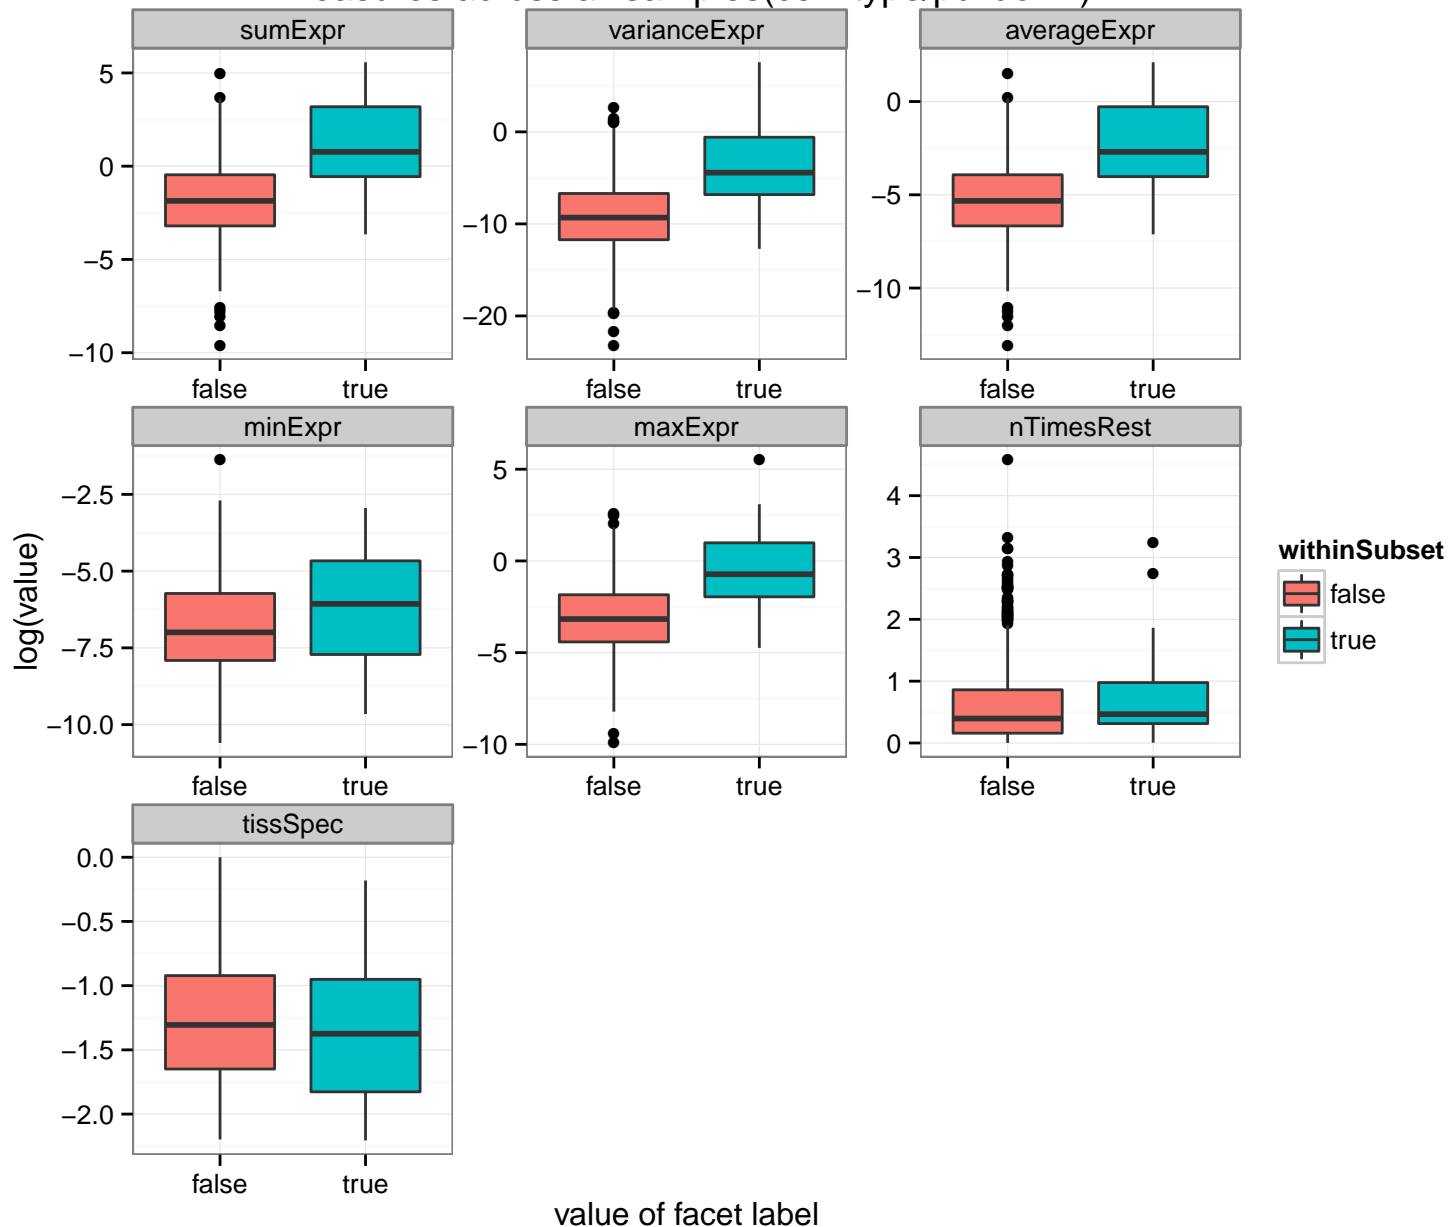 sumExpr varianceExpr averageExpr
5
0
−5
−10
0
−10
−20
0
−5
−10
false true false true false true
minExpr maxExpr nTimesRest
−2.5
−5.0
−7.5
−10.0
5
0
−5
−10
4
3
2
1
0
false true false true false true
tissSpec
0.0
−0.5
−1.0
−1.5
−2.0
false true
log(value)
value of facet label
withinSubset
false
true